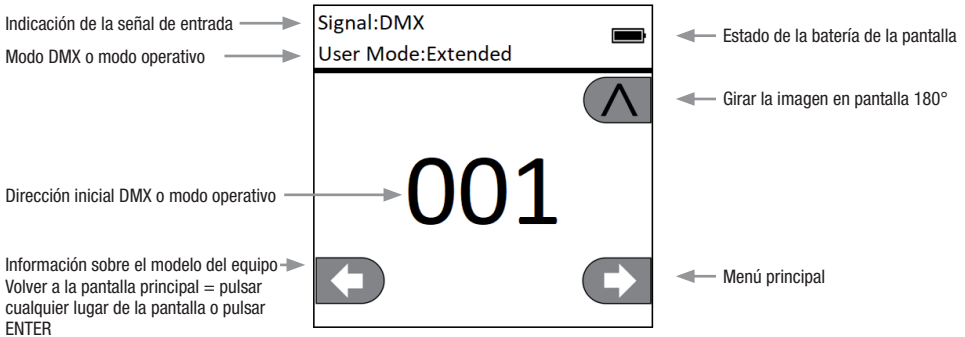 Indicación de la señal de entrada
Modo DMX o modo operativo
Signal:DMX
User Mode:Extended
Estado de la batería de la pantalla
Girar la imagen en pantalla 180°
Dirección inicial DMX o modo operativo
001
Información sobre el modelo del equipo
Volver a la pantalla principal = pulsar
cualquier lugar de la pantalla o pulsar
ENTER
Menú principal